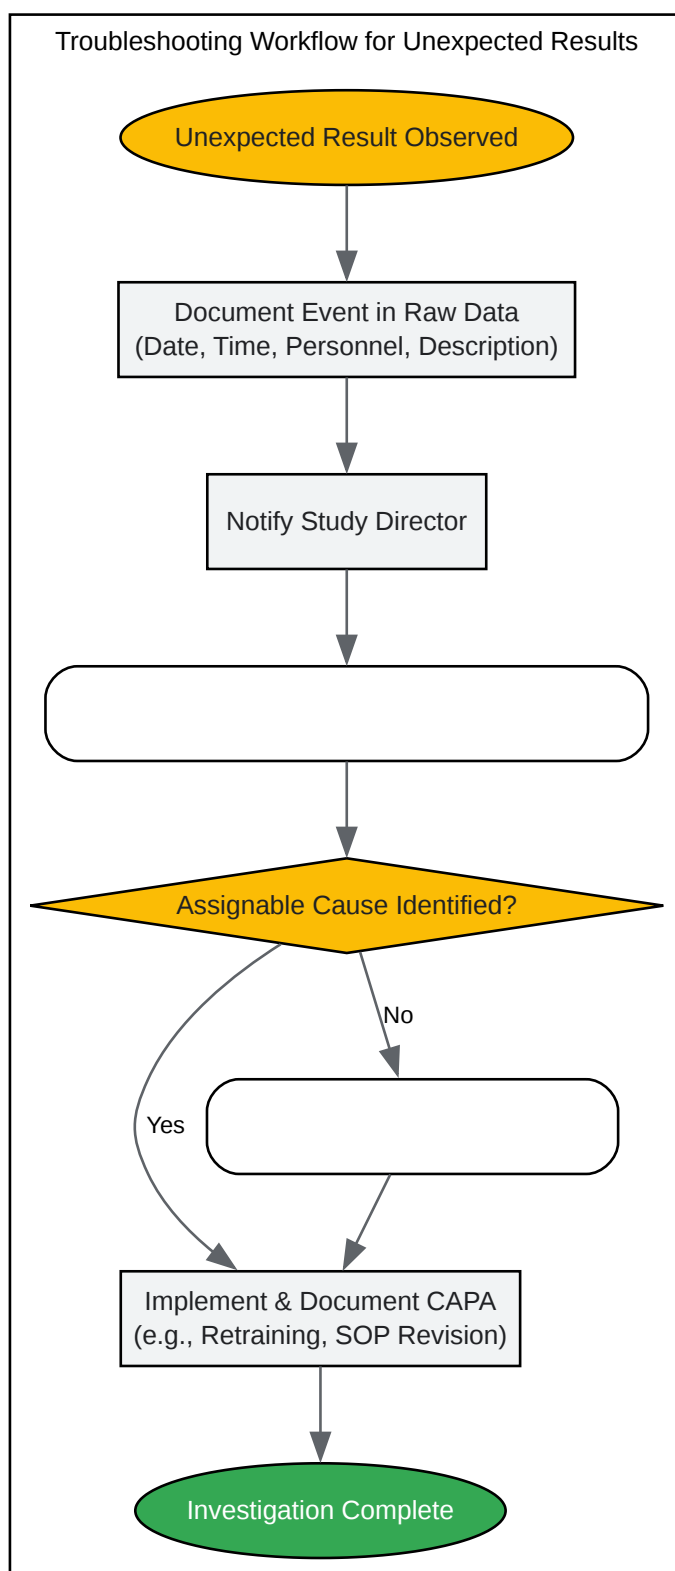 Troubleshooting Workflow for Unexpected Results
Unexpected Result Observed
Document Event in Raw Data
(Date, Time, Personnel, Description)
Notify Study Director
Assignable Cause Identified?
No
Yes
Implement & Document CAPA
(e.g., Retraining, SOP Revision)
Investigation Complete